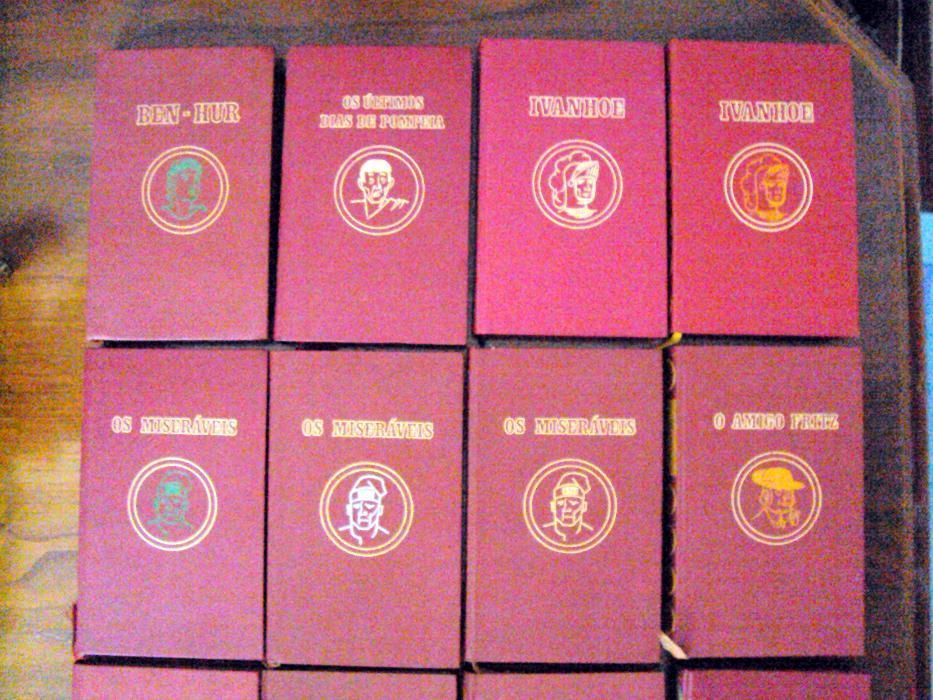 BEN-HUR
OS ÚLTIMOS
DIAS DE POMPEIA
IVANHOE
IVANHOE
OS MISERÁVEIS
OS MISERÁVEIS
OS MISERÁVEIS
O AMIGO FRITZ